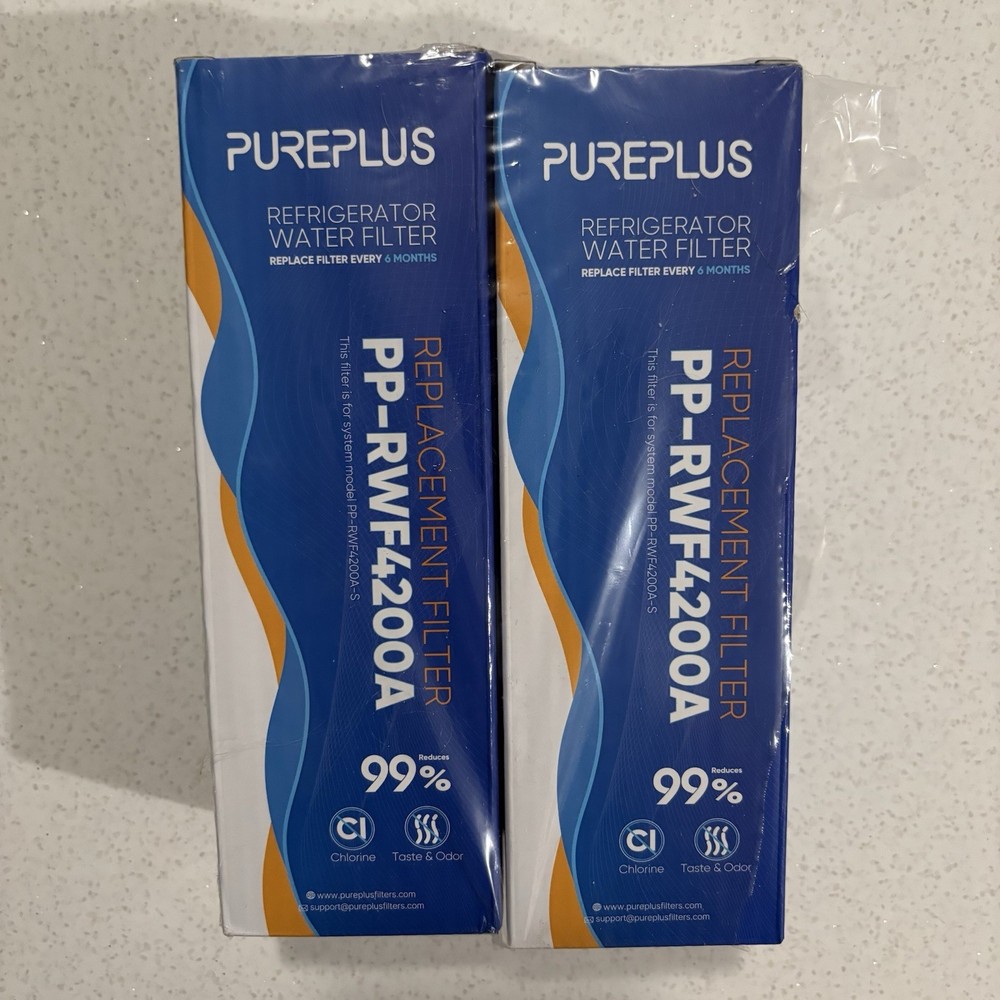 PUREPLUS
REFRIGERATOR
WATER FILTER
REPLACE FILTER EVERY 6 MONTHS
REPLACEMENT FILTER
PP-RWF4200A
This filter is for system model PP-RWF4200A-S
Reduces
99%
Cl
Chlorine
Taste & Odor
www.pureplusfilters.com
support@pureplusfilters.com
PUREPLUS
REFRIGERATOR
WATER FILTER
REPLACE FILTER EVERY 6 MONTHS
REPLACEMENT FILTER
PP-RWF4200A
This filter is for system model PP-RWF4200A-S
Reduces
99%
Cl
Chlorine
Taste & Odor
www.pureplusfilters.com
support@pureplusfilters.com